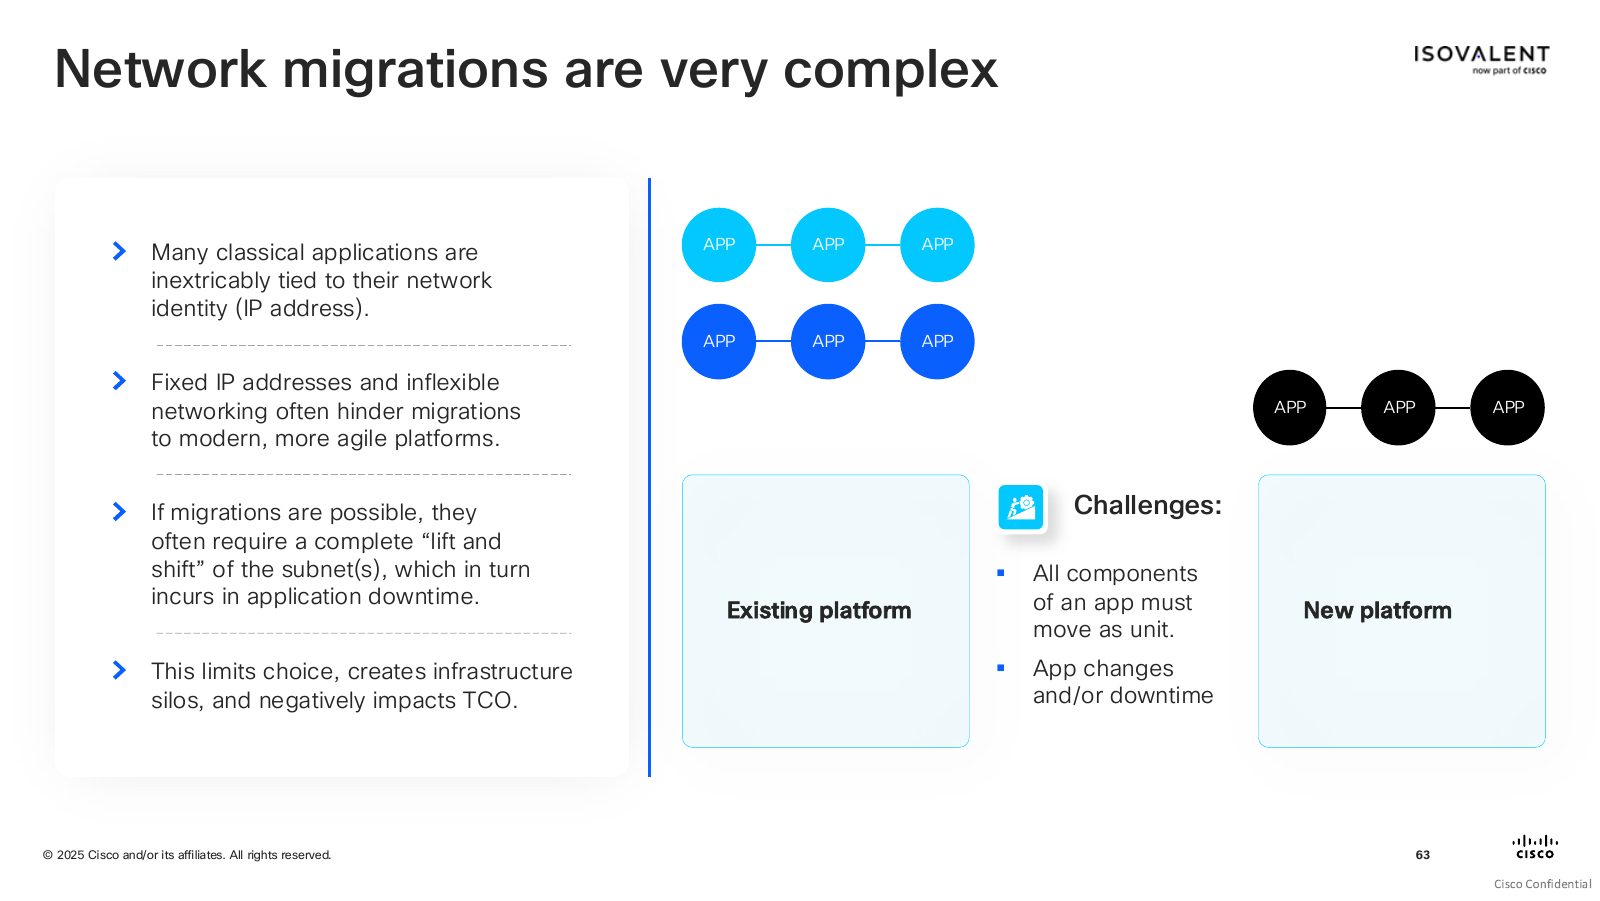 Network migrations are very complex
ISOVALENT
now part of CISCO
Many classical applications are
inextricably tied to their network
identity (IP address).
Fixed IP addresses and inflexible
networking often hinder migrations
to modern, more agile platforms.
If migrations are possible, they
often require a complete “lift and
shift” of the subnet(s), which in turn
incurs in application downtime.
This limits choice, creates infrastructure
silos, and negatively impacts TCO.
APP APP APP
APP APP APP
APP APP APP
Existing platform
Challenges:
All components
of an app must
move as unit.
App changes
and/or downtime
New platform
© 2025 Cisco and/or its affiliates. All rights reserved.
63
CISCO
Cisco Confidential